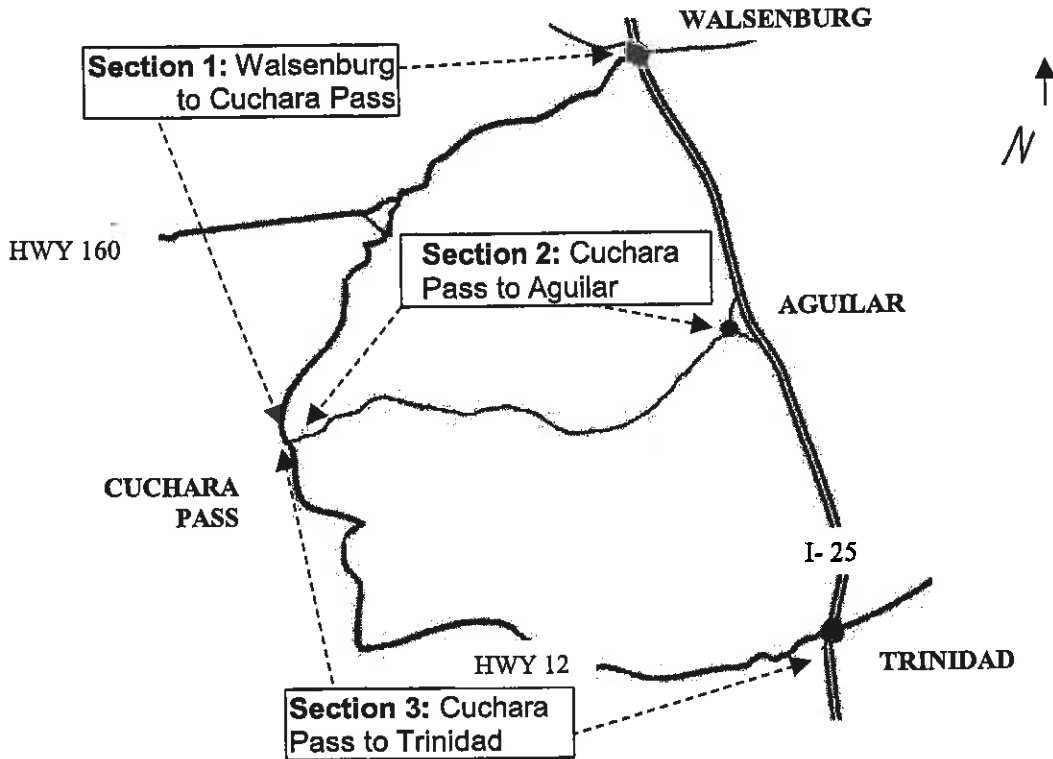 WALSENBURG
Section 1: Walsenburg
to Cuchara Pass
N
HWY 160
Section 2: Cuchara
Pass to Aguilar
AGUILAR
CUCHARA
PASS
I- 25
HWY 12
TRINIDAD
Section 3: Cuchara
Pass to Trinidad